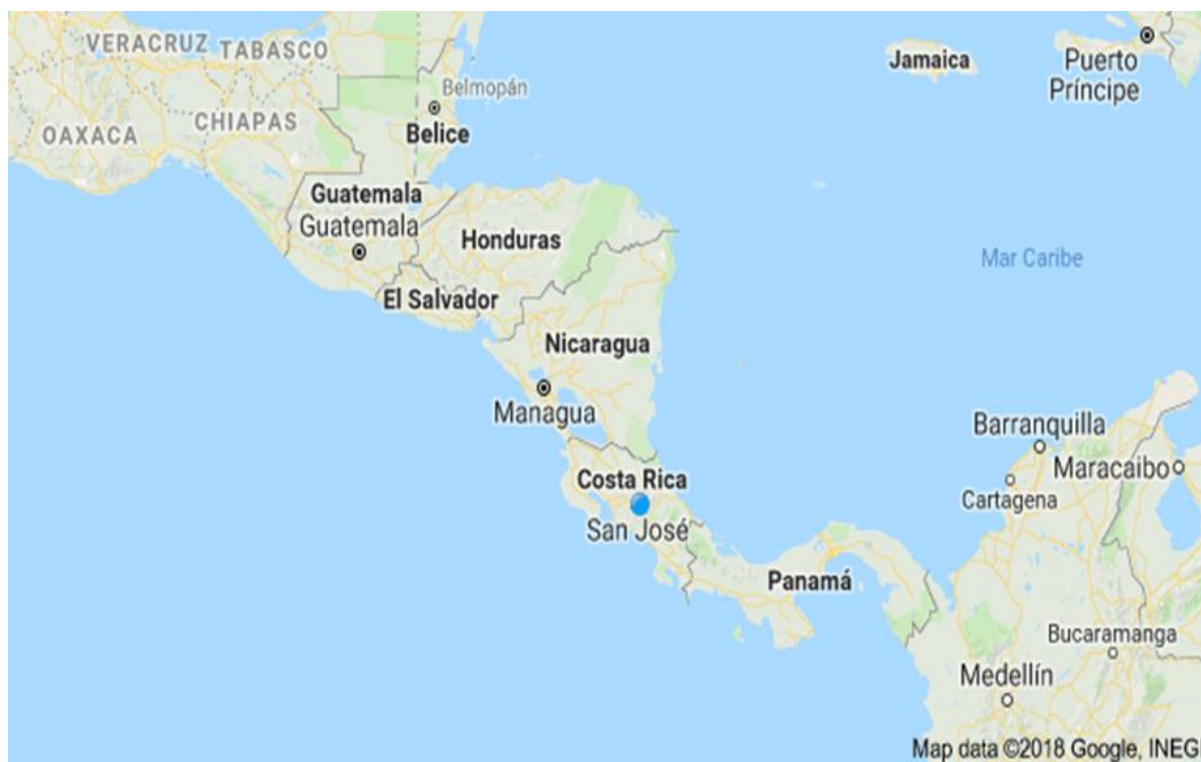 VERACRUZ
TABASCO
Jamaica
Puerto
Príncipe
Belmopán
OAXACA
CHIAPAS
Belice
Guatemala
Guatemala
Honduras
Mar Caribe
El Salvador
Nicaragua
Managua
Barranquilla
Maracaibo
Costa Rica
Cartagena
San José
Panamá
Bucaramanga
Medellín
Map data ©2018 Google, INEGI